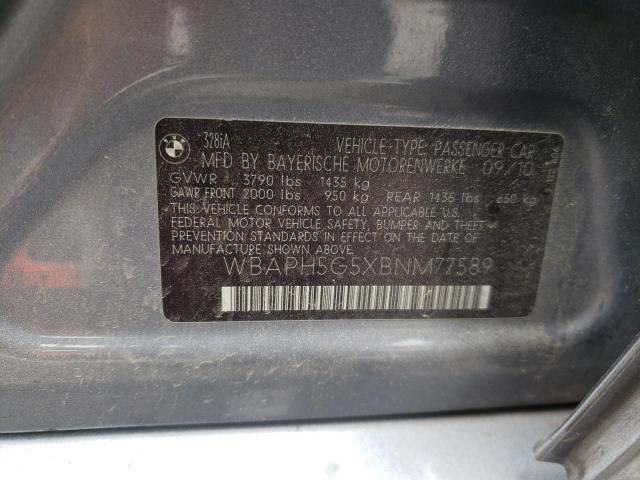 BMW
328iA VEHICLE-TYPE: PASSENGER CAR
MFD BY BAYERISCHE MOTORENWERKE 09/10
GVWR 3790 lbs 1435 kg
GAWR FRONT 2000 lbs 950 kg REAR 1435 lbs 650 kg
THIS VEHICLE CONFORMS TO ALL APPLICABLE U.S.
FEDERAL MOTOR VEHICLE SAFETY, BUMPER AND THEFT
PREVENTION STANDARDS IN EFFECT ON THE DATE OF
MANUFACTURE SHOWN ABOVE.
WBAPH5G5XBNM77589